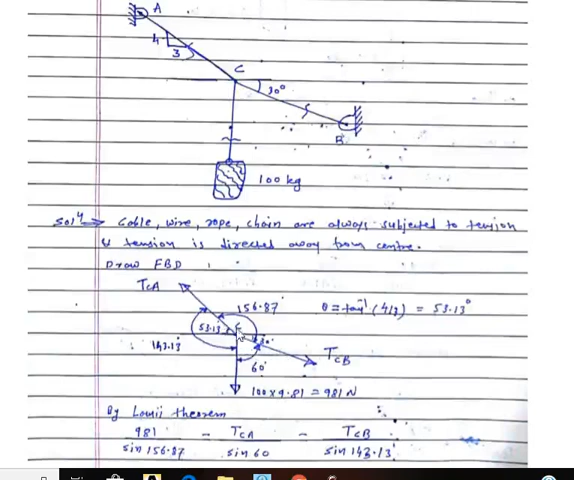 A
4
3
C
30°
B
100 kg
Solⁿ ⇒ Cable, wire, rope, chain are always subjected to tension
& tension is directed away from centre.
Draw FBD
TCA
156.87°
θ = tan⁻¹ (4/3) = 53.13°
53.13°
C
30°
143.13°
TCB
60°
100 x 9.81 = 981 N
By Lamii theorem
981 / sin 156.87 = TCA / sin 60 = TCB / sin 143.13